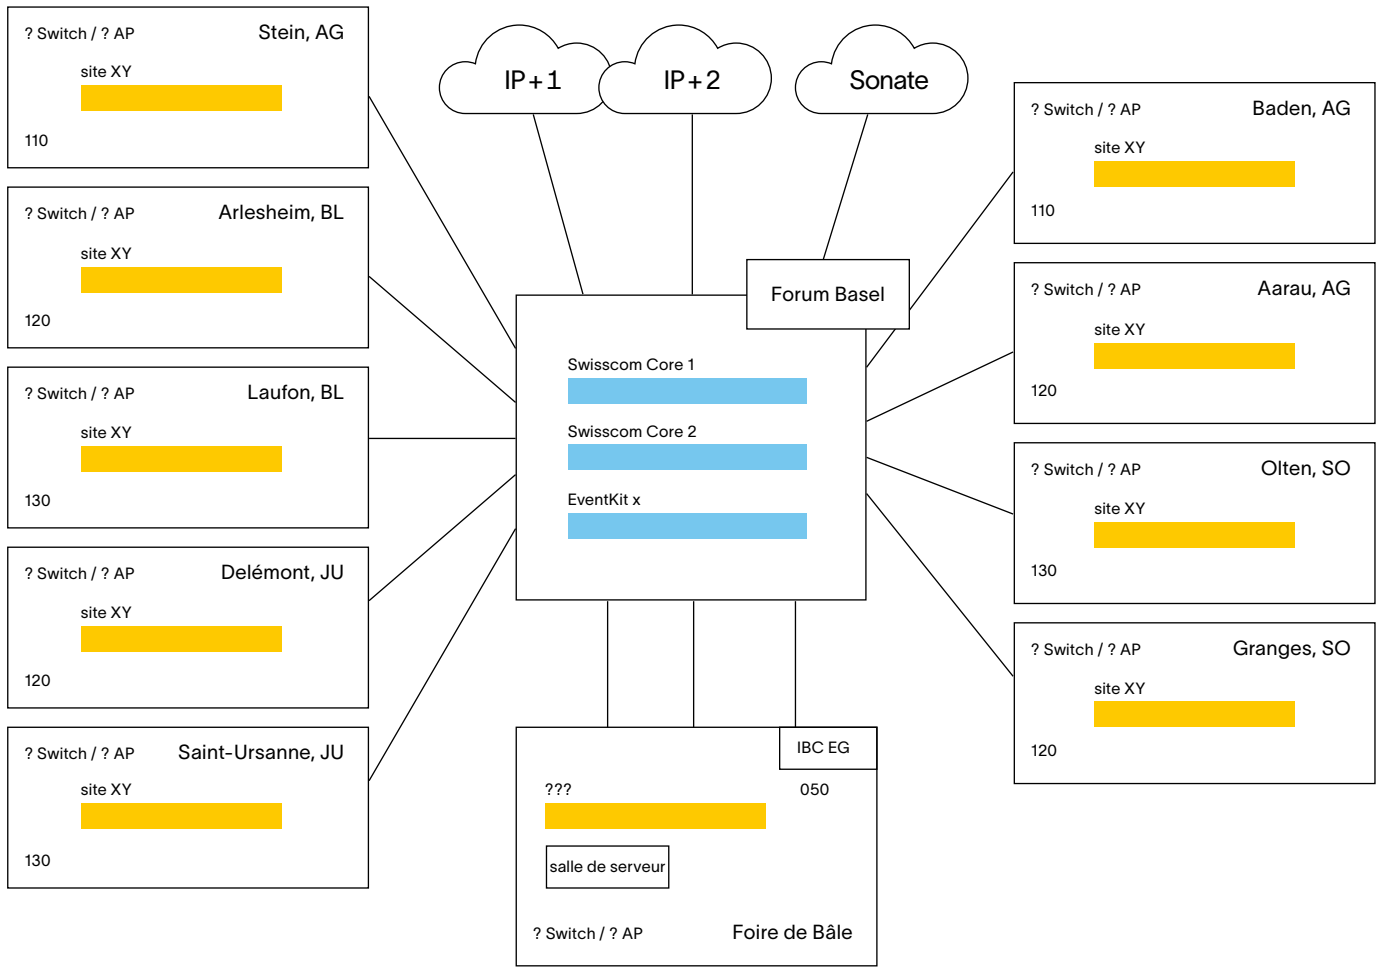 ? Switch / ? AP
Stein, AG
site XY
110
? Switch / ? AP
Arlesheim, BL
site XY
120
? Switch / ? AP
Laufon, BL
site XY
130
? Switch / ? AP
Delémont, JU
site XY
120
? Switch / ? AP
Saint-Ursanne, JU
site XY
130
IP+1
IP+2
Sonate
Forum Basel
Swisscom Core 1
Swisscom Core 2
EventKit x
IBC EG
???
050
salle de serveur
? Switch / ? AP
Foire de Bâle
? Switch / ? AP
Baden, AG
site XY
110
? Switch / ? AP
Aarau, AG
site XY
120
? Switch / ? AP
Olten, SO
site XY
130
? Switch / ? AP
Granges, SO
site XY
120